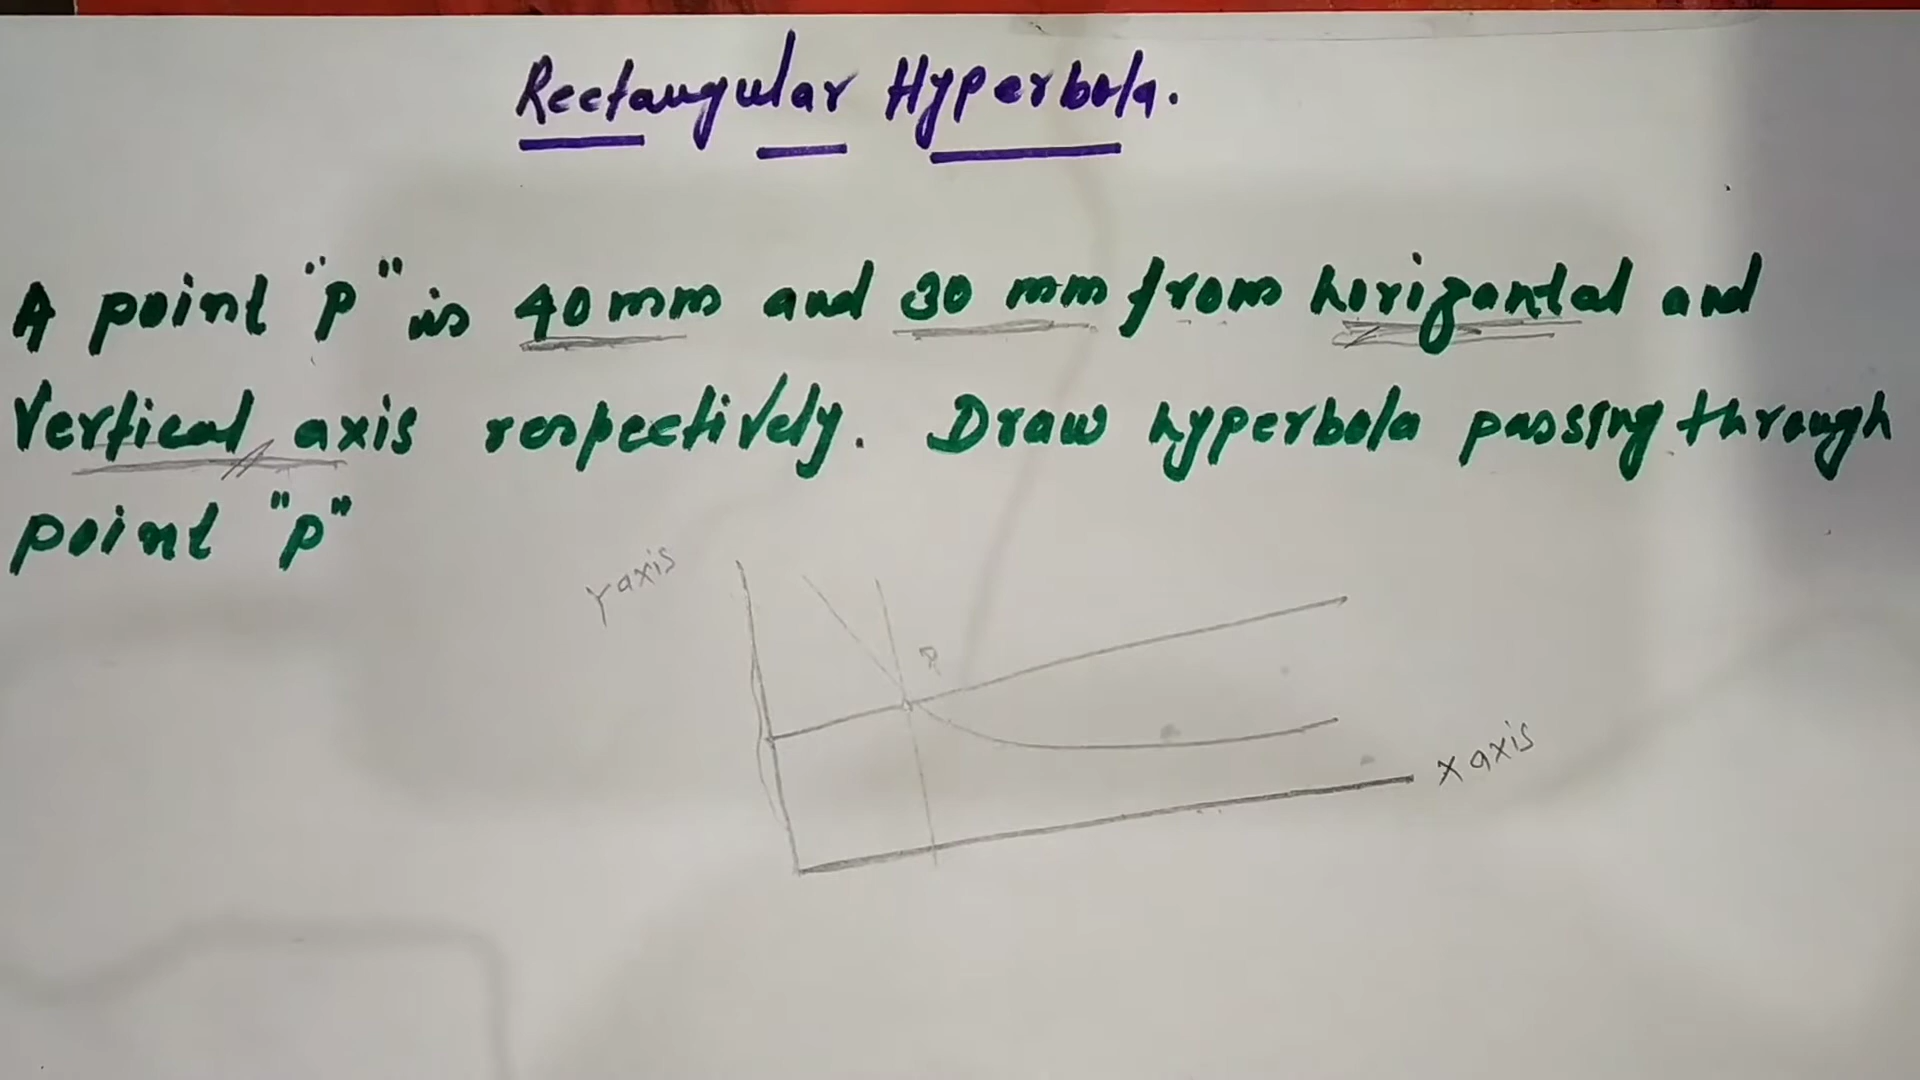 Rectangular Hyperbola.
A point "P" is 40 mm and 30 mm from horizontal and
Vertical axis respectively. Draw hyperbola passing through
point "P"
Y axis
P
X axis